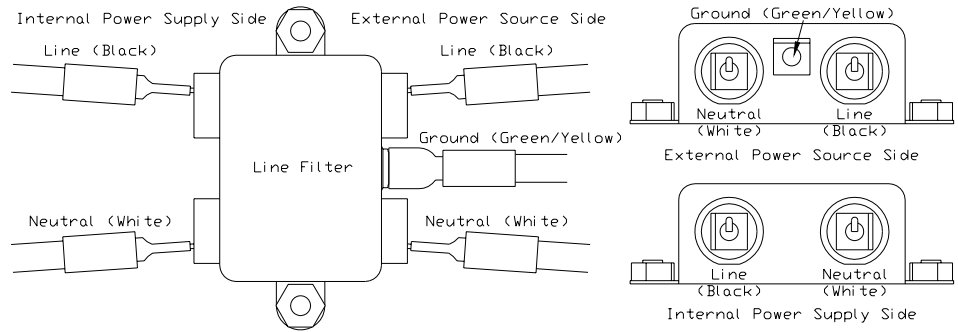 Internal Power Supply Side
External Power Source Side
Line (Black)
Line (Black)
Ground (Green/Yellow)
Line Filter
Neutral (White)
Neutral (White)
Ground (Green/Yellow)
Neutral
(White)
Line
(Black)
External Power Source Side
Line
(Black)
Neutral
(White)
Internal Power Supply Side